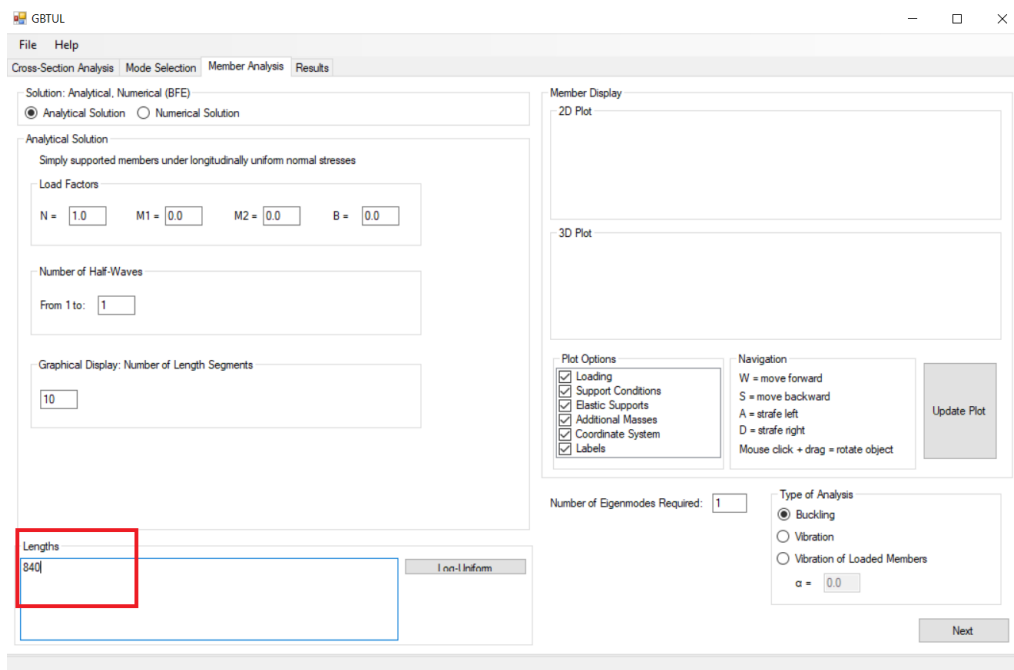 GBTUL
File Help
Cross-Section Analysis Mode Selection Member Analysis Results
Solution: Analytical, Numerical (BFE)
Analytical Solution Numerical Solution
Analytical Solution
Simply supported members under longitudinally uniform normal stresses
Load Factors
N = 1.0 M1 = 0.0 M2 = 0.0 B = 0.0
Number of Half-Waves
From 1 to: 1
Graphical Display: Number of Length Segments
10
Lengths
840
Log-Uniform
Member Display
2D Plot
3D Plot
Plot Options
Loading
Support Conditions
Elastic Supports
Additional Masses
Coordinate System
Labels
Navigation
W = move forward
S = move backward
A = strafe left
D = strafe right
Mouse click + drag = rotate object
Update Plot
Number of Eigenmodes Required: 1
Type of Analysis
Buckling
Vibration
Vibration of Loaded Members
α = 0.0
Next